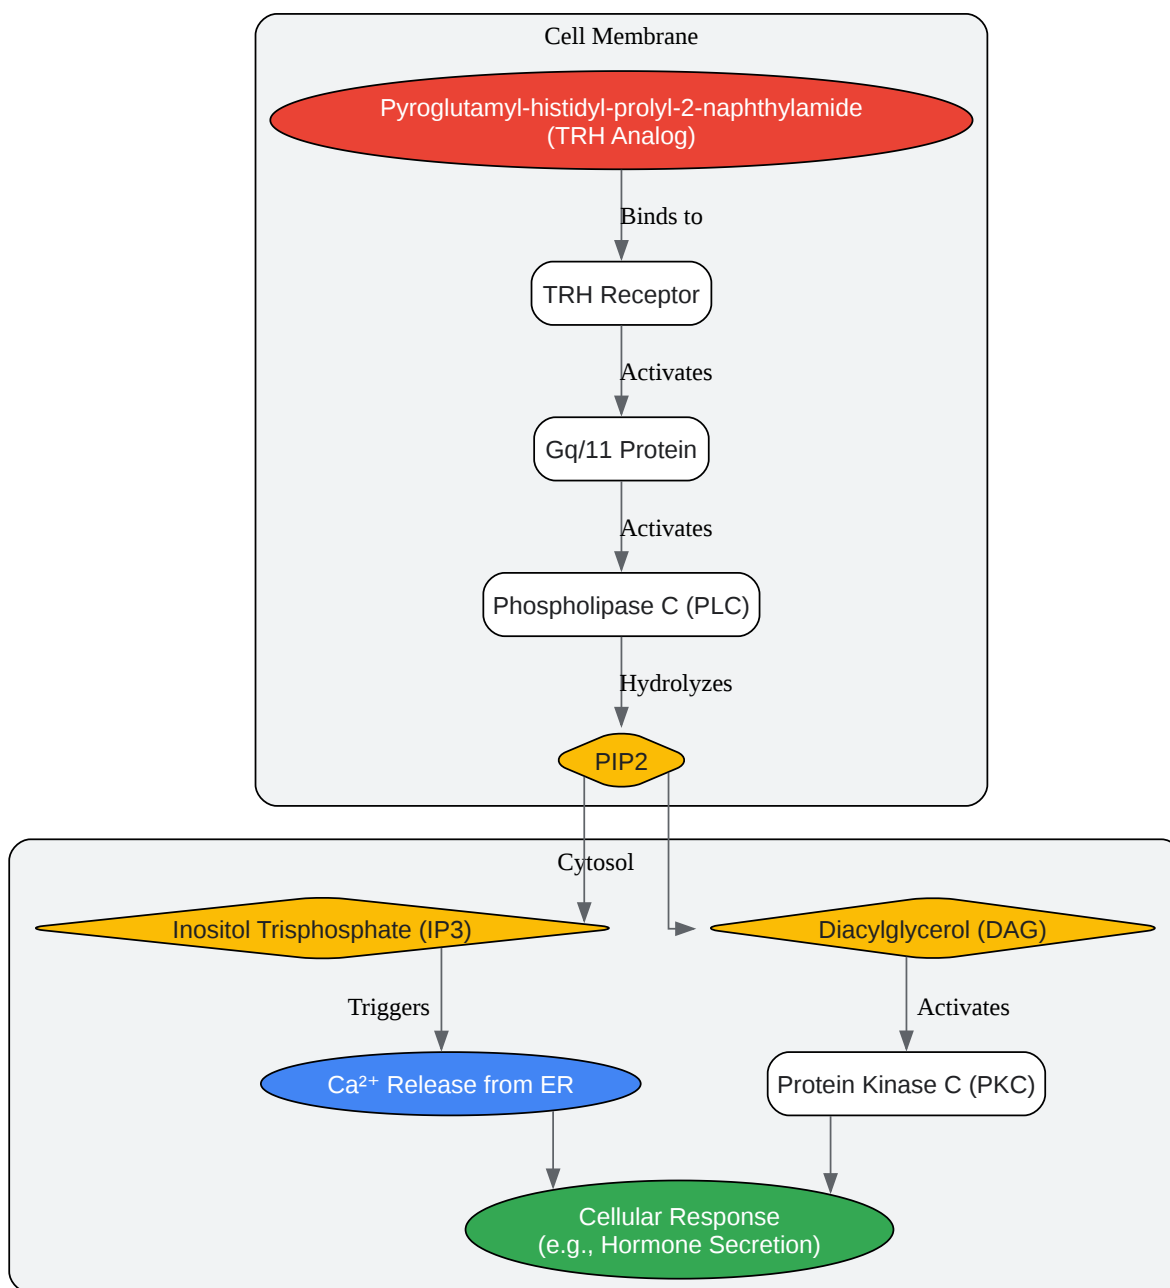 Cell Membrane
Pyroglutamyl-histidyl-prolyl-2-naphthylamide
(TRH Analog)
Binds to
TRH Receptor
Activates
Gq/11 Protein
Activates
Phospholipase C (PLC)
Hydrolyzes
PIP2
Cytosol
Inositol Trisphosphate (IP3)
Diacylglycerol (DAG)
Triggers
Activates
Ca²⁺ Release from ER
Protein Kinase C (PKC)
Cellular Response
(e.g., Hormone Secretion)